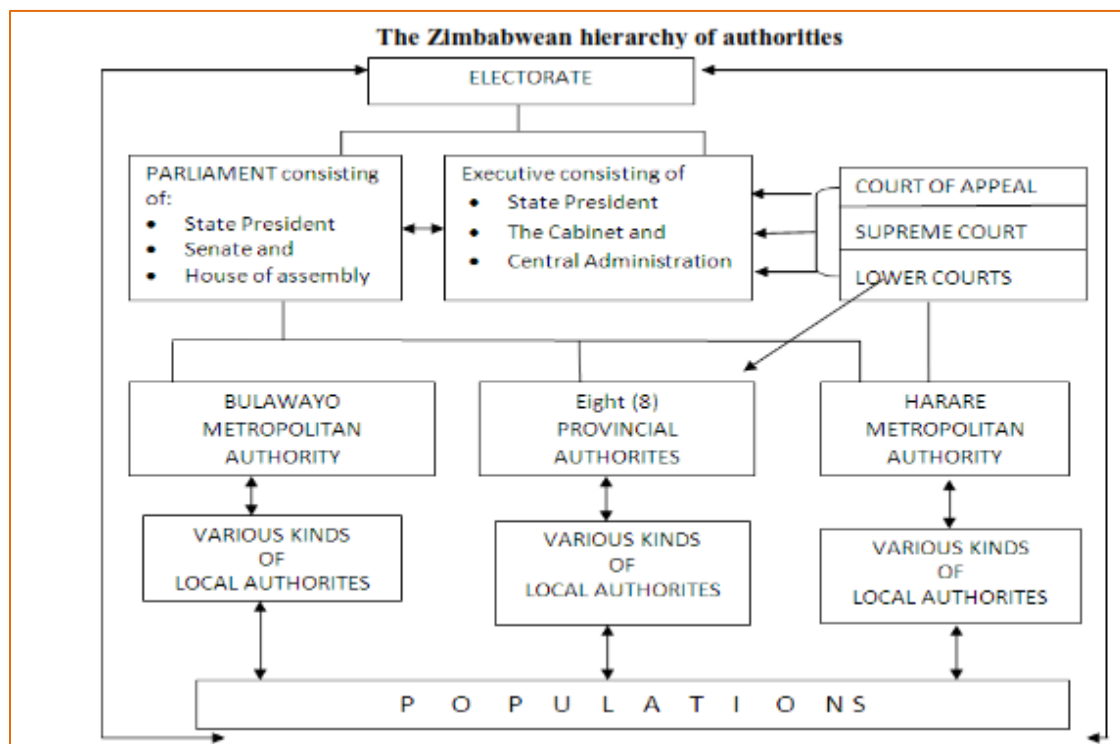 The Zimbabwean hierarchy of authorities
ELECTORATE
PARLIAMENT consisting
of:
• State President
• Senate and
• House of assembly
Executive consisting of
• State President
• The Cabinet and
• Central Administration
COURT OF APPEAL
SUPREME COURT
LOWER COURTS
BULAWAYO
METROPOLITAN
AUTHORITY
Eight (8)
PROVINCIAL
AUTHORITES
HARARE
METROPOLITAN
AUTHORITY
VARIOUS KINDS
OF
LOCAL AUTHORITES
VARIOUS KINDS
OF
LOCAL AUTHORITES
VARIOUS KINDS
OF
LOCAL AUTHORITES
P O P U L A T I O N S